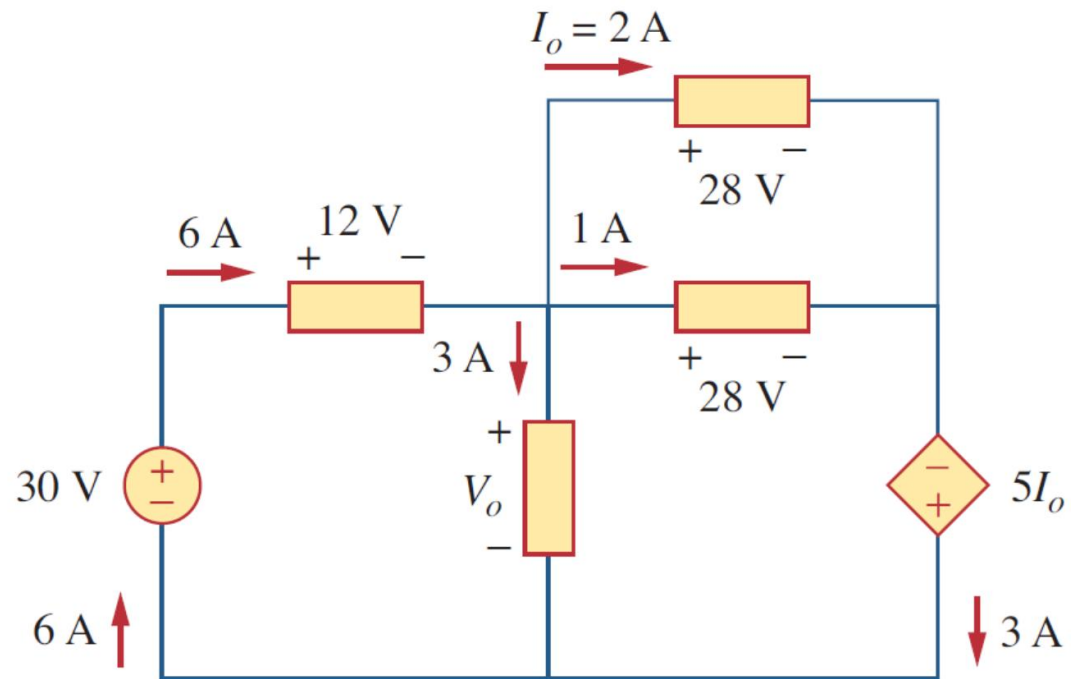 I_o = 2 A
+ −
28 V
6 A
12 V
+ −
1 A
3 A
+ −
28 V
30 V
+
−
+
V_o
−
−
+
5I_o
6 A
3 A